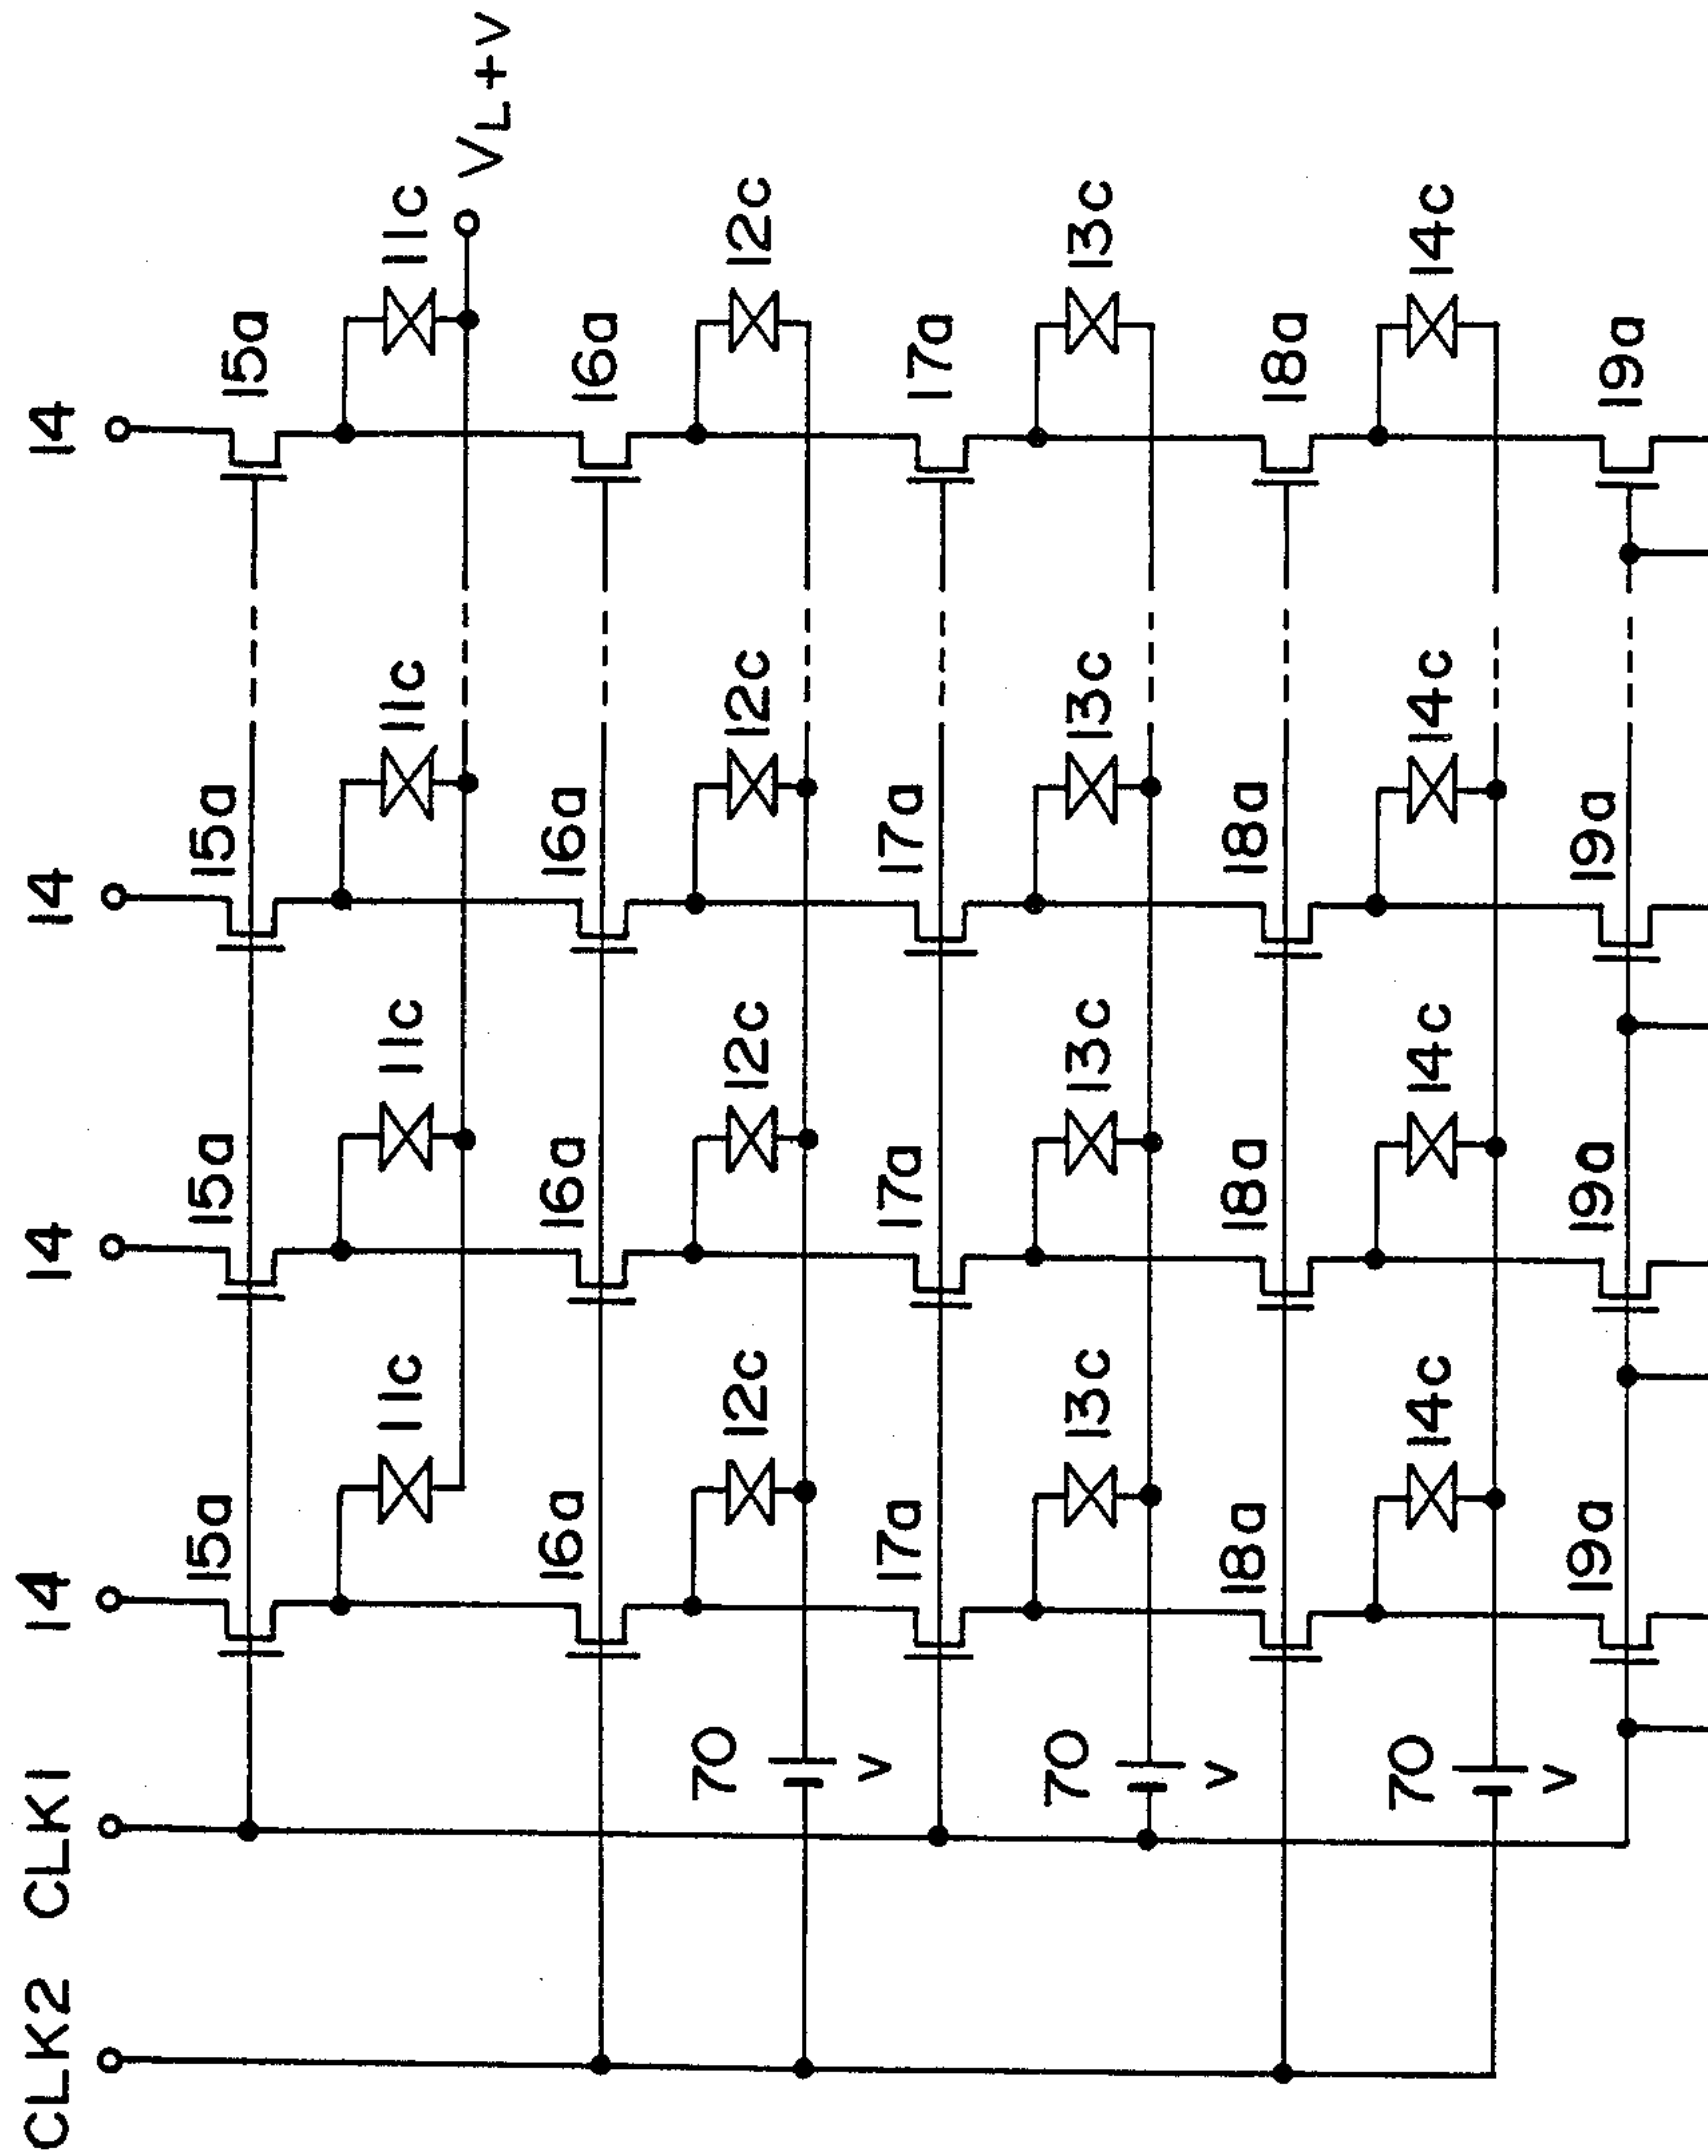 CLK2 CLK1 14 14 14 14
15a 15a 15a 15a
11c 11c 11c 11c
VL+V
16a 16a 16a 16a
70 12c 12c 12c 12c
V
17a 17a 17a 17a
70 13c 13c 13c 13c
V
18a 18a 18a 18a
70 14c 14c 14c 14c
V
19a 19a 19a 19a